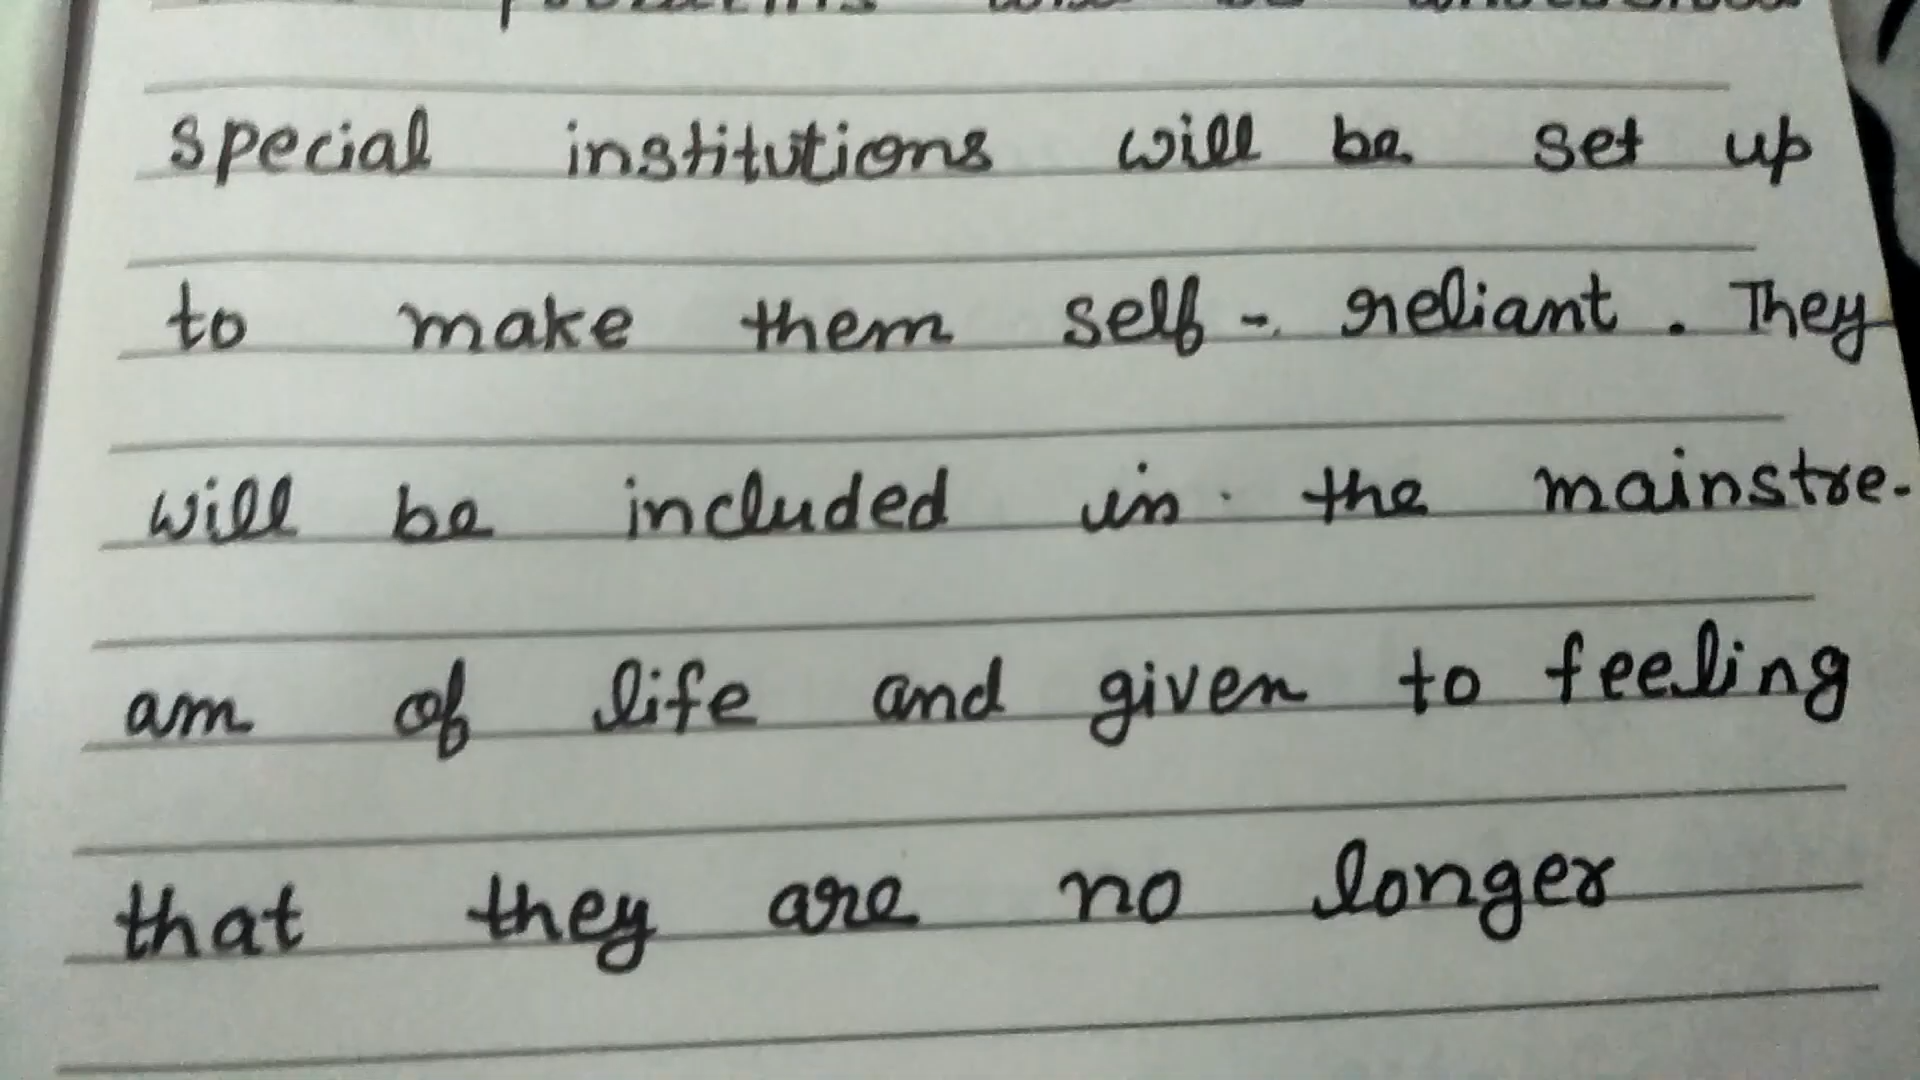 special institutions will be set up
to make them self - reliant . They
will be included in the mainstre-
am of life and given to feeling
that they are no longer